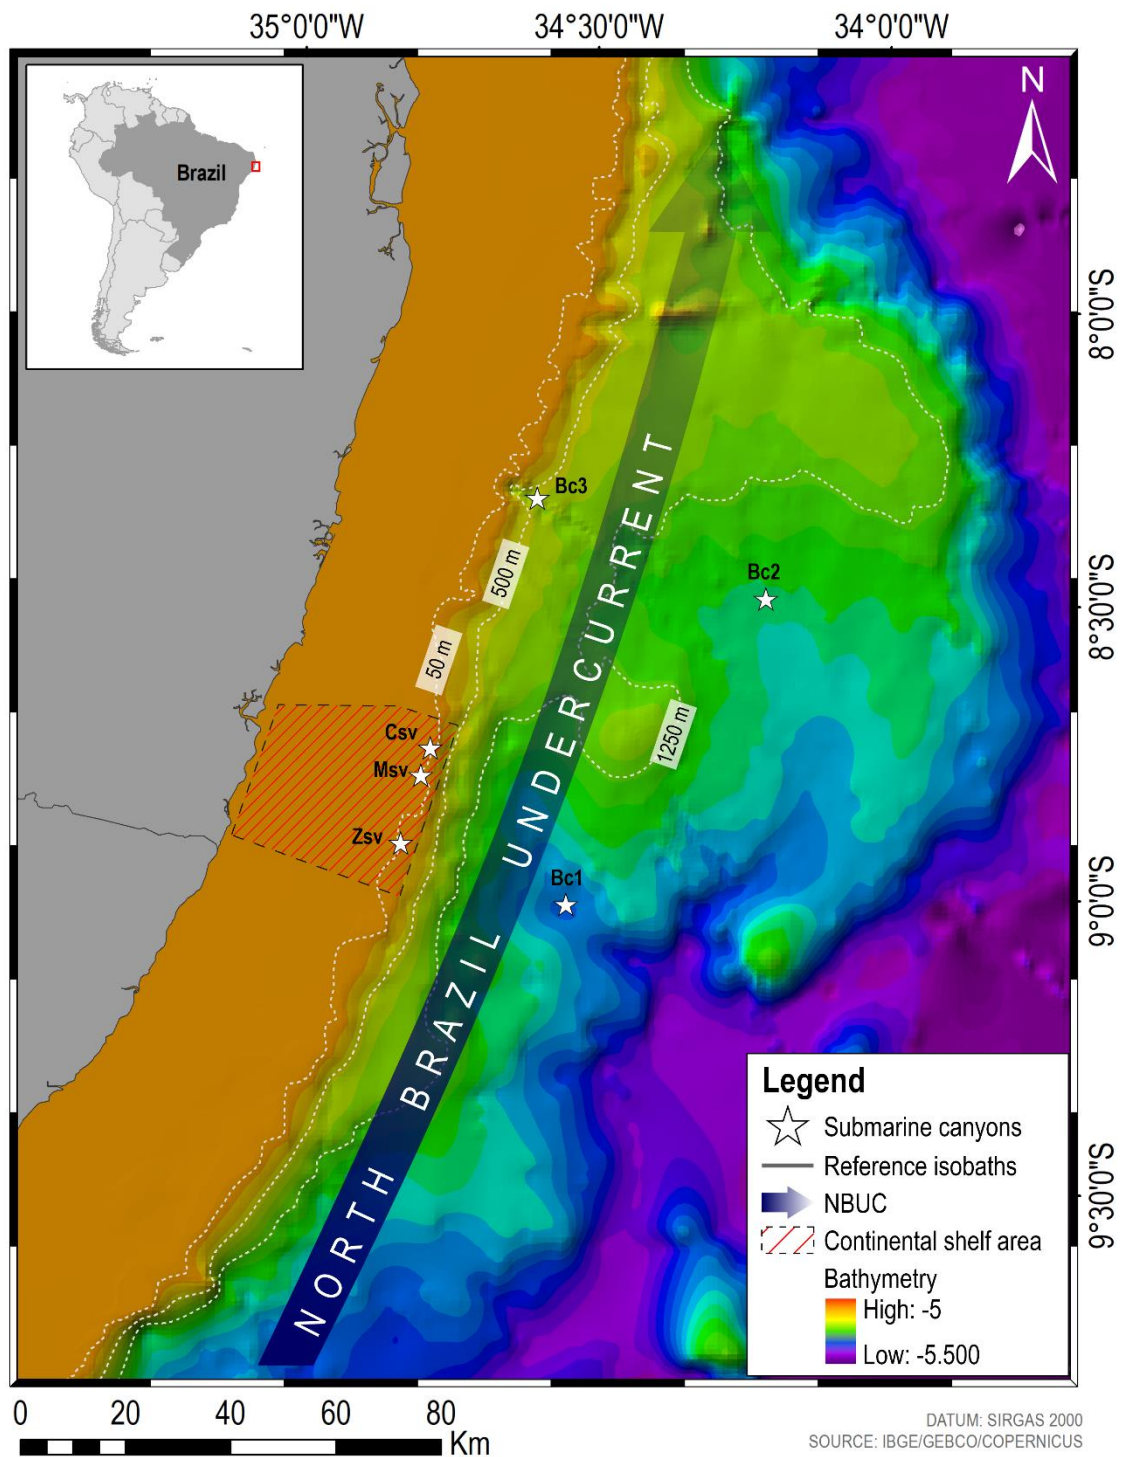 35°0'0"W
34°30'0"W
34°0'0"W
Brazil
N
8°0'0"S
Bc3
500 m
Bc2
8°30'0"S
50 m
1250 m
Csv
Msv
Zsv
Bc1
9°0'0"S
NORTH BRAZIL UNDERCURRENT
9°30'0"S
Legend
Submarine canyons
Reference isobaths
NBUC
Continental shelf area
Bathymetry
High: -5
Low: -5.500
0 20 40 60 80
Km
DATUM: SIRGAS 2000
SOURCE: IBGE/GEBCO/COPERNICUS